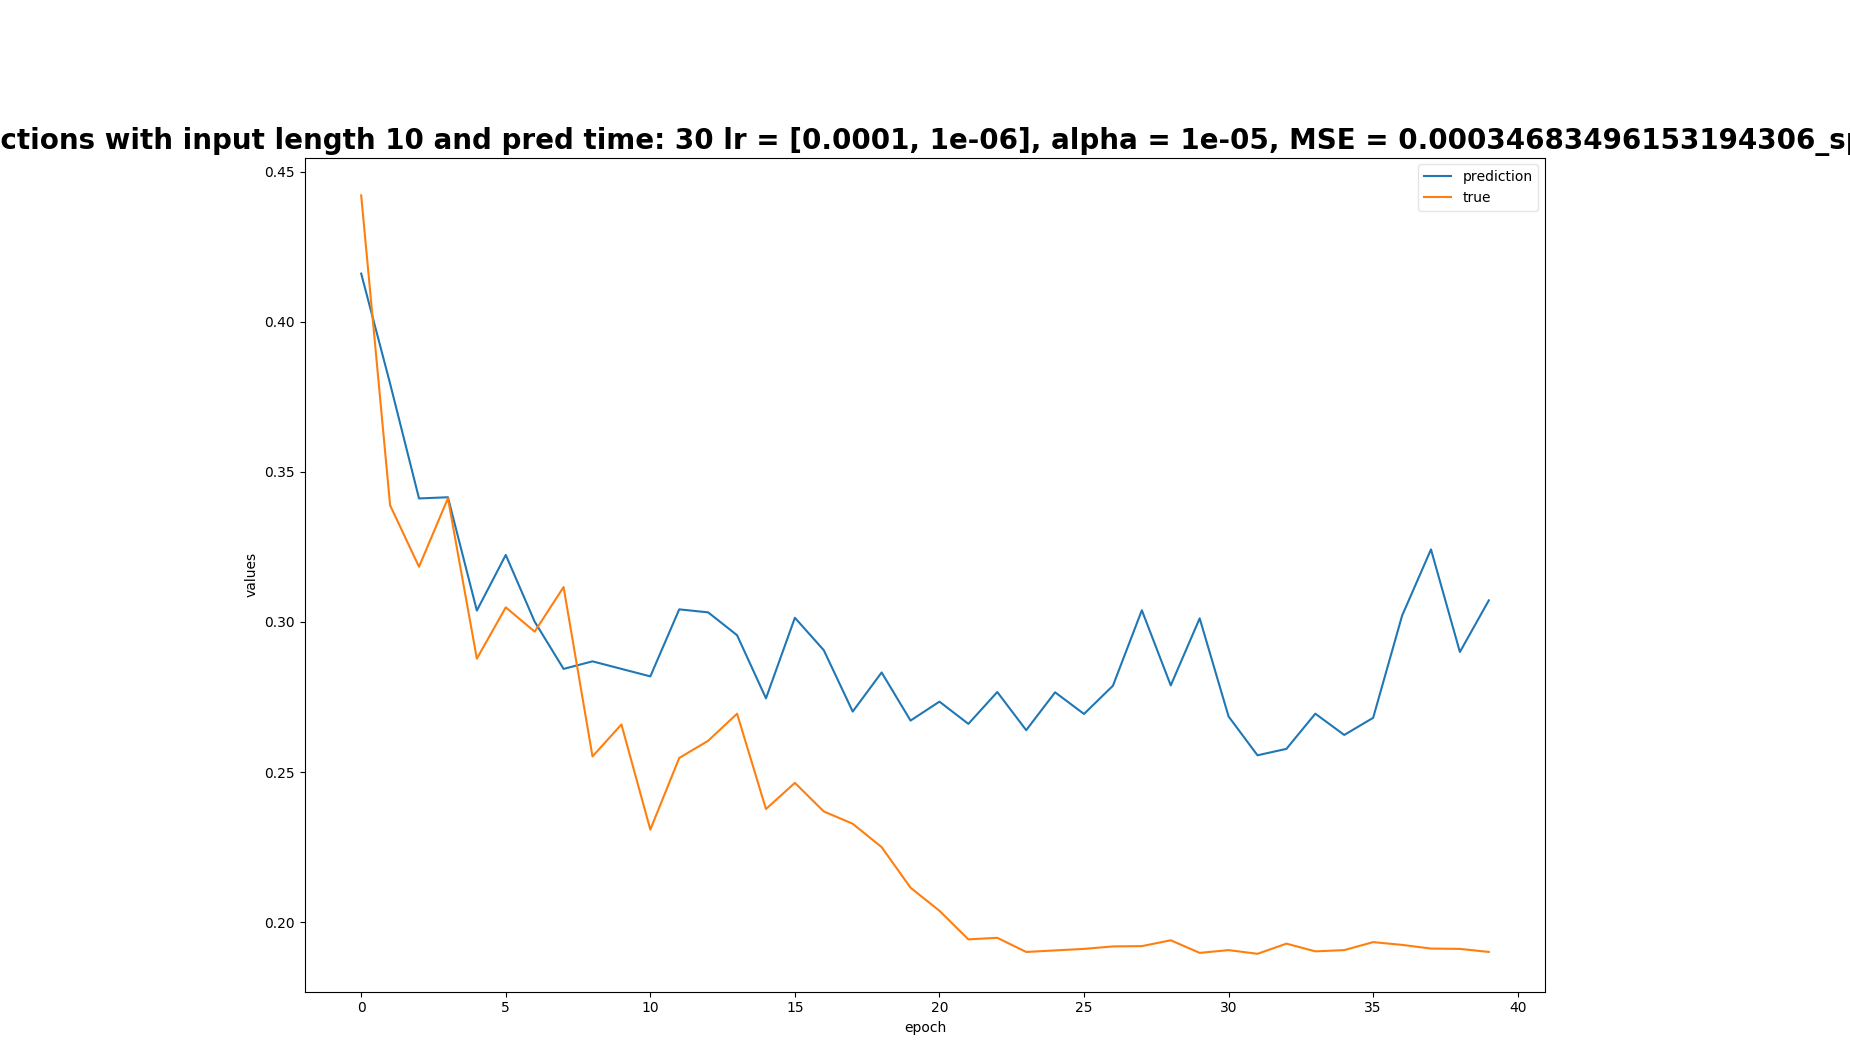 ctions with input length 10 and pred time: 30 lr = [0.0001, 1e-06], alpha = 1e-05, MSE = 0.00034683496153194306_sp
prediction
true
0.45
0.40
0.35
0.30
0.25
0.20
values
0 5 10 15 20 25 30 35 40
epoch